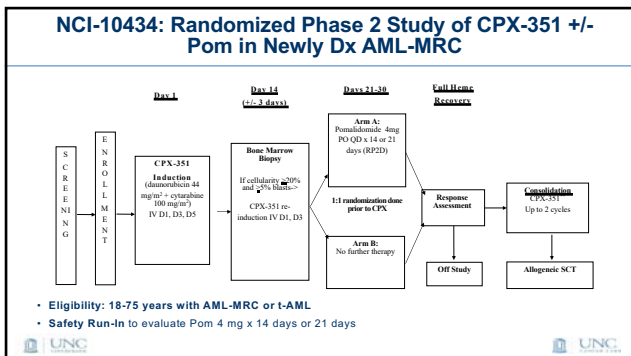 NCI-10434: Randomized Phase 2 Study of CPX-351 +/-
Pom in Newly Dx AML-MRC
Day 1
Day 14
(+/- 3 days)
Days 21-30
Full Heme
Recovery
SCREENING
ENROLLMENT
CPX-351
Induction
(daunorubicin 44
mg/m² + cytarabine
100 mg/m²)
IV D1, D3, D5
Bone Marrow
Biopsy
If cellularity ≥20%
and ≥5% blasts->
CPX-351 re-
induction IV D1, D3
Arm A:
Pomalidomide 4mg
PO QD x 14 or 21
days (RP2D)
1:1 randomization done
prior to CPX
Arm B:
No further therapy
Response
Assessment
Off Study
Consolidation
CPX-351
Up to 2 cycles
Allogeneic SCT
• Eligibility: 18-75 years with AML-MRC or t-AML
• Safety Run-In to evaluate Pom 4 mg x 14 days or 21 days
UNC
UNC